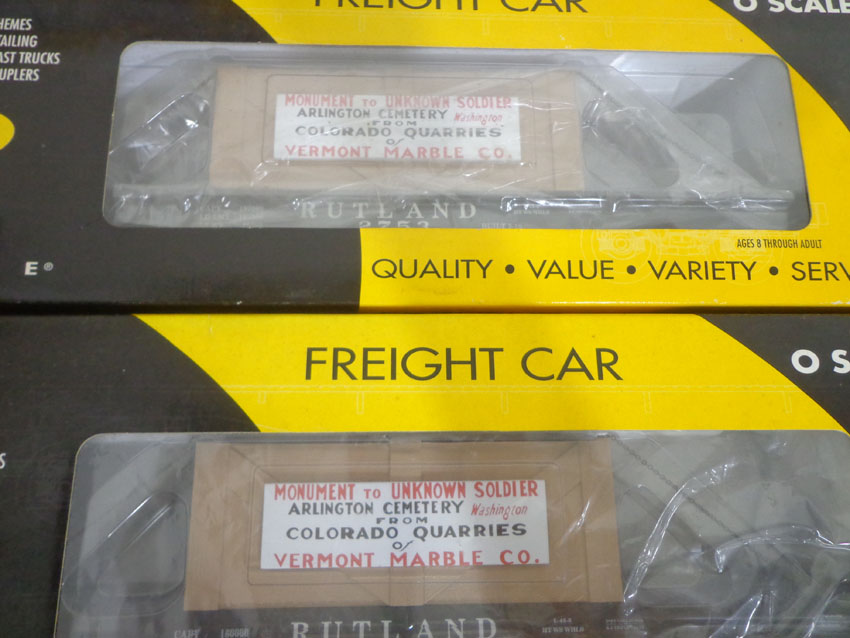 FREIGHT CAR
O SCALE
HEMES
AILING
AST TRUCKS
UPLERS
MONUMENT TO UNKNOWN SOLDIER
ARLINGTON CEMETERY Washington
FROM
COLORADO QUARRIES
of
VERMONT MARBLE CO.
RUTLAND
2753
AGES 8 THROUGH ADULT
E®
QUALITY • VALUE • VARIETY • SERV
FREIGHT CAR
O S
S
MONUMENT TO UNKNOWN SOLDIER
ARLINGTON CEMETERY Washington
FROM
COLORADO QUARRIES
of
VERMONT MARBLE CO.
RUTLAND